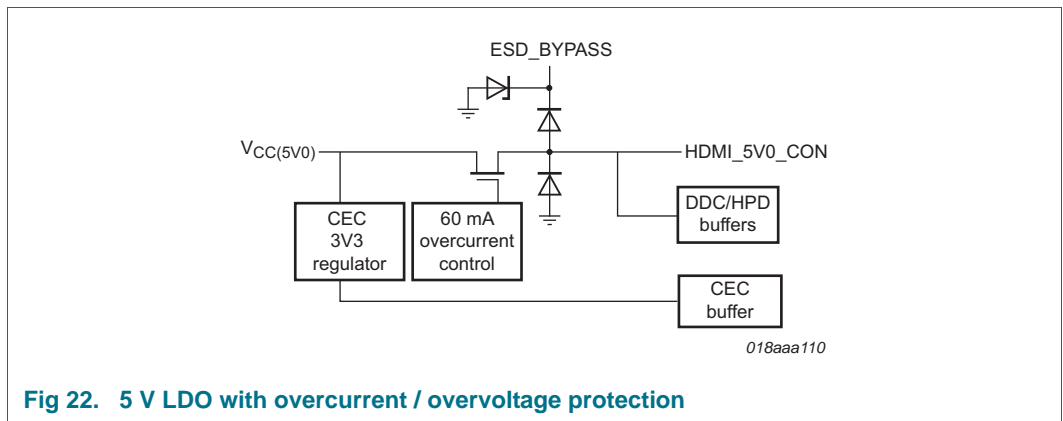 ESD_BYPASS
VCC(5V0)
HDMI_5V0_CON
CEC
3V3
regulator
60 mA
overcurrent
control
DDC/HPD
buffers
CEC
buffer
018aaa110
Fig 22. 5 V LDO with overcurrent / overvoltage protection